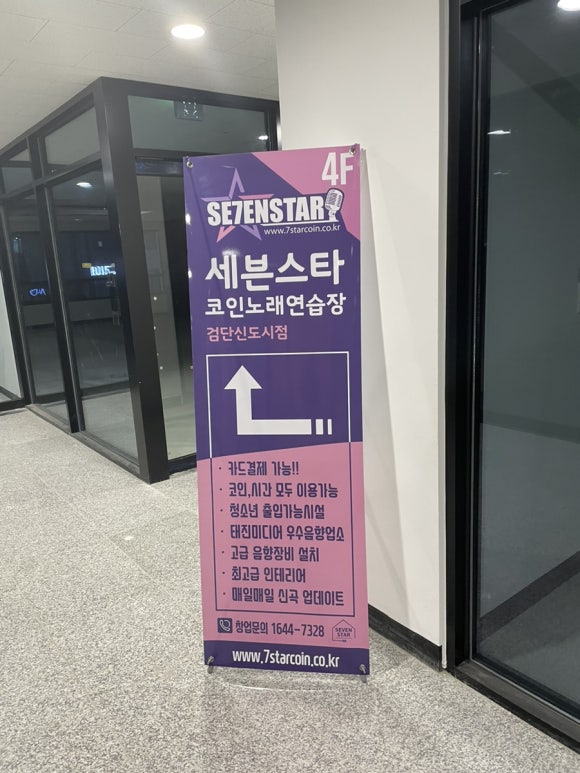 4F
SE7ENSTAR
www.7starcoin.co.kr
세븐스타
코인노래연습장
검단신도시점
· 카드결제 가능!!
· 코인,시간 모두 이용가능
· 청소년 출입가능시설
· 태진미디어 우수음향업소
· 고급 음향장비 설치
· 최고급 인테리어
· 매일매일 신곡 업데이트
창업문의 1644-7328
SEVEN
STAR
www.7starcoin.co.kr